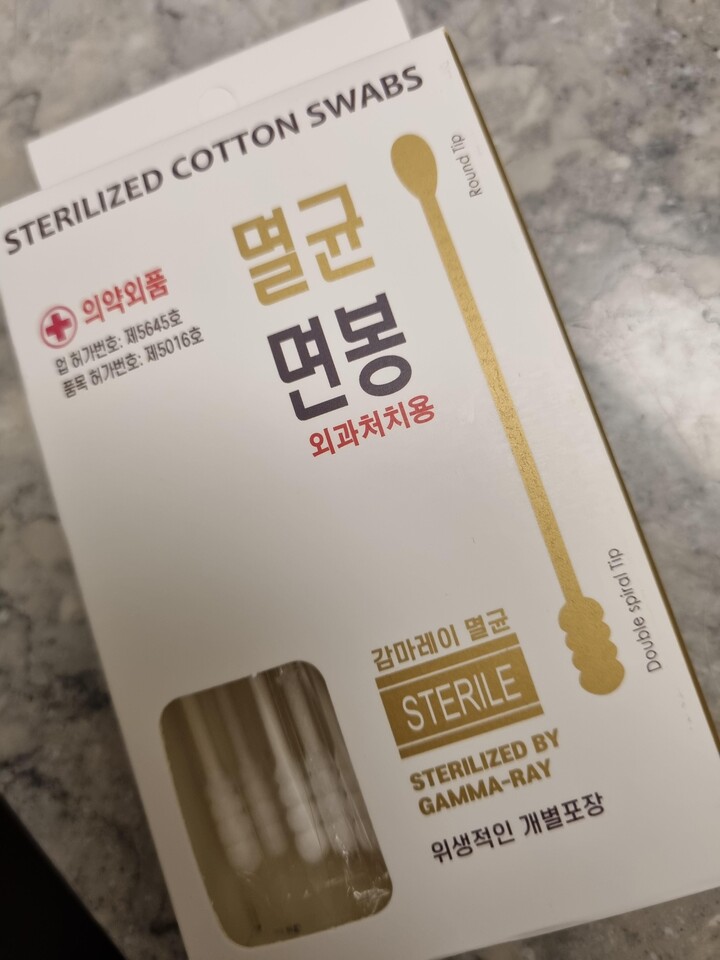 STERILIZED COTTON SWABS
Round Tip
의약외품
업 허가번호: 제5645호
품목 허가번호: 제5016호
멸균
면봉
외과처치용
Double spiral Tip
감마레이 멸균
STERILE
STERILIZED BY
GAMMA-RAY
위생적인 개별포장